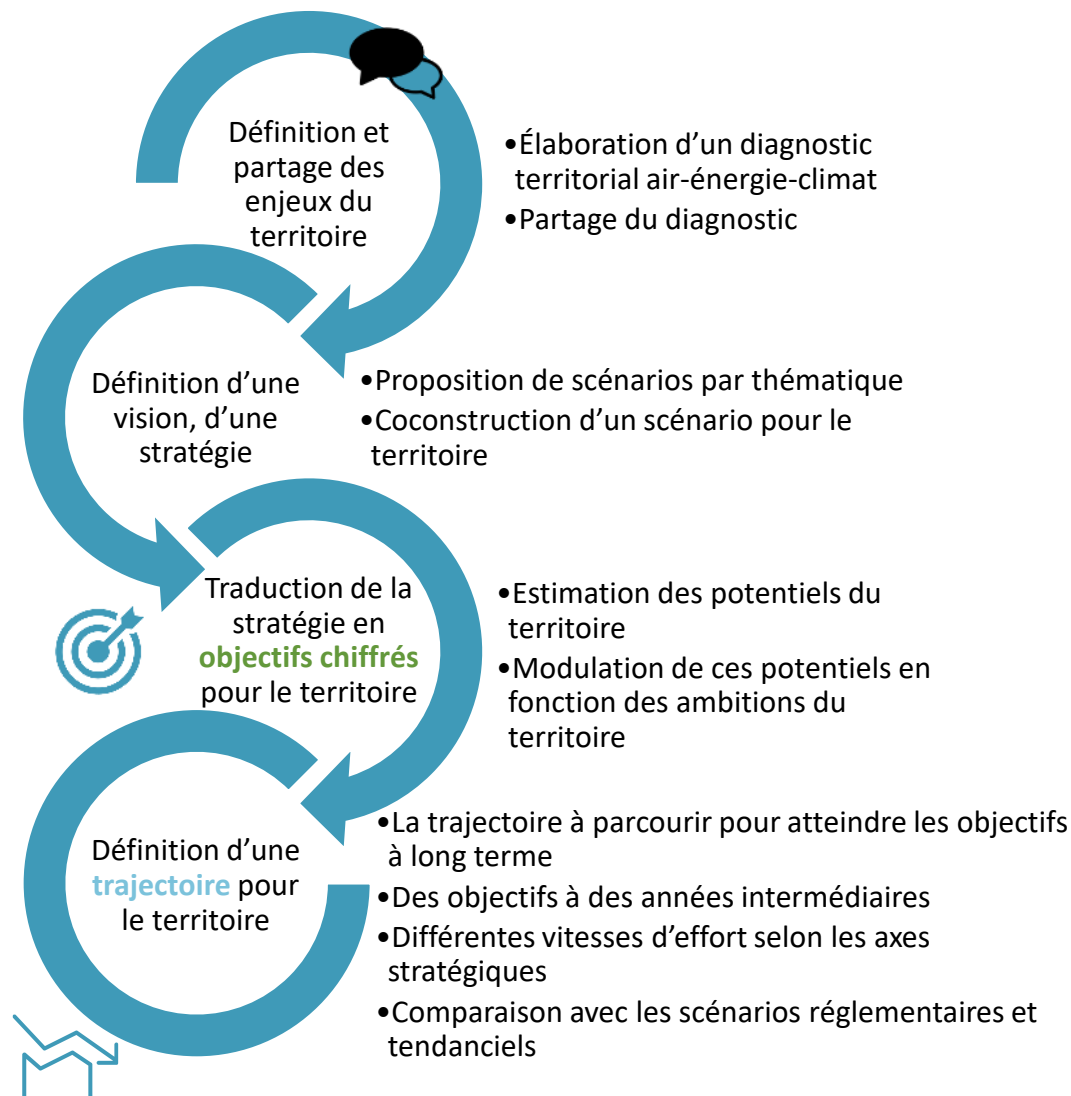 Définition et
partage des
enjeux du
territoire
•Élaboration d’un diagnostic
territorial air-énergie-climat
•Partage du diagnostic
Définition d’une
vision, d’une
stratégie
•Proposition de scénarios par thématique
•Coconstruction d’un scénario pour le
territoire
Traduction de la
stratégie en
objectifs chiffrés
pour le territoire
•Estimation des potentiels du
territoire
•Modulation de ces potentiels en
fonction des ambitions du
territoire
Définition d’une
trajectoire pour
le territoire
•La trajectoire à parcourir pour atteindre les objectifs
à long terme
•Des objectifs à des années intermédiaires
•Différentes vitesses d’effort selon les axes
stratégiques
•Comparaison avec les scénarios réglementaires et
tendanciels